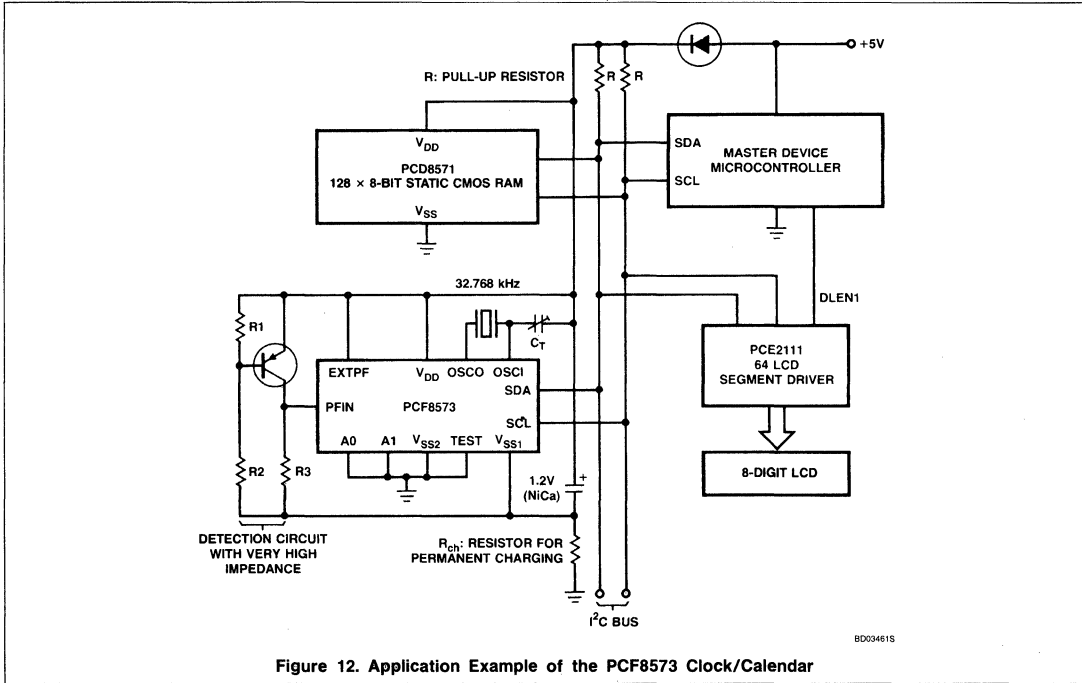 +5V
R: PULL-UP RESISTOR
R
R
VDD
PCD8571
128 × 8-BIT STATIC CMOS RAM
VSS
SDA
SCL
MASTER DEVICE
MICROCONTROLLER
32.768 kHz
DLEN1
R1
CT
PCE2111
64 LCD
SEGMENT DRIVER
EXTPF
VDD
OSCO
OSCI
SDA
PFIN
PCF8573
SCL
A0
A1
VSS2
TEST
VSS1
8-DIGIT LCD
R2
R3
1.2V
(NiCa)
+
DETECTION CIRCUIT
WITH VERY HIGH
IMPEDANCE
Rch: RESISTOR FOR
PERMANENT CHARGING
I²C BUS
BD03461S
Figure 12. Application Example of the PCF8573 Clock/Calendar